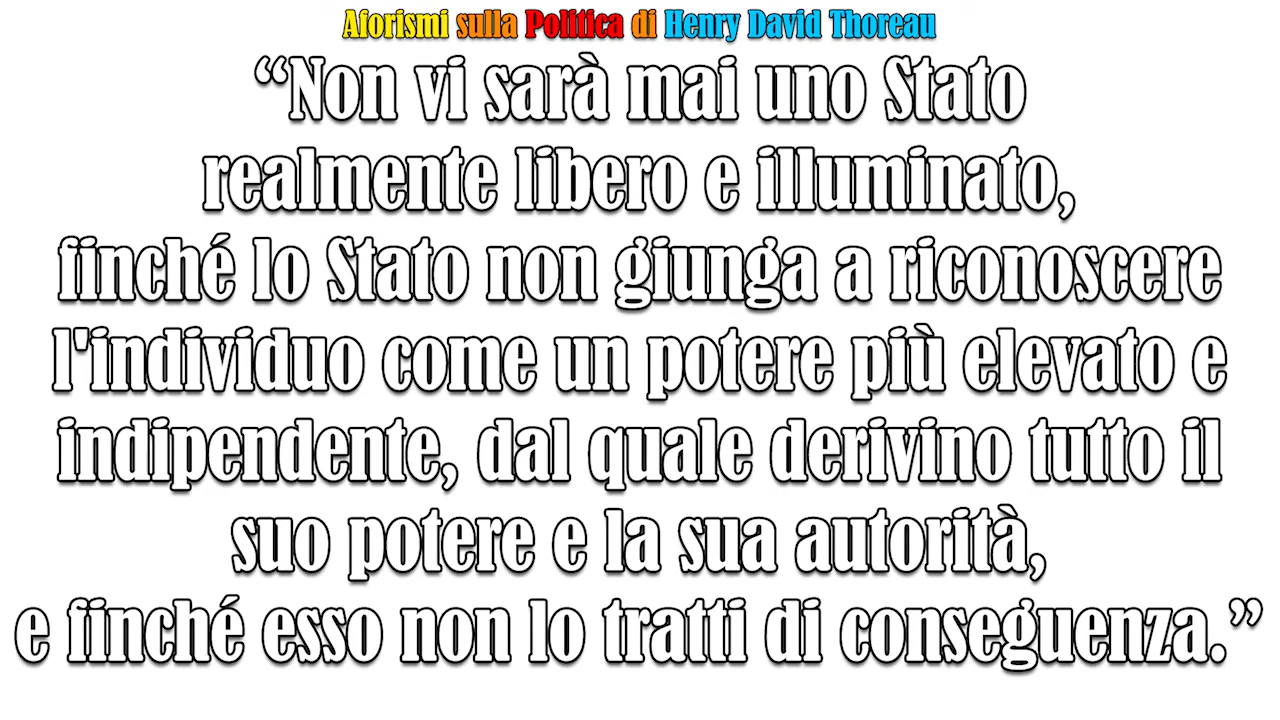 Aforismi sulla Politica di Henry David Thoreau
“Non vi sarà mai uno Stato
realmente libero e illuminato,
finché lo Stato non giunga a riconoscere
l'individuo come un potere più elevato e
indipendente, dal quale derivino tutto il
suo potere e la sua autorità,
e finché esso non lo tratti di conseguenza.”